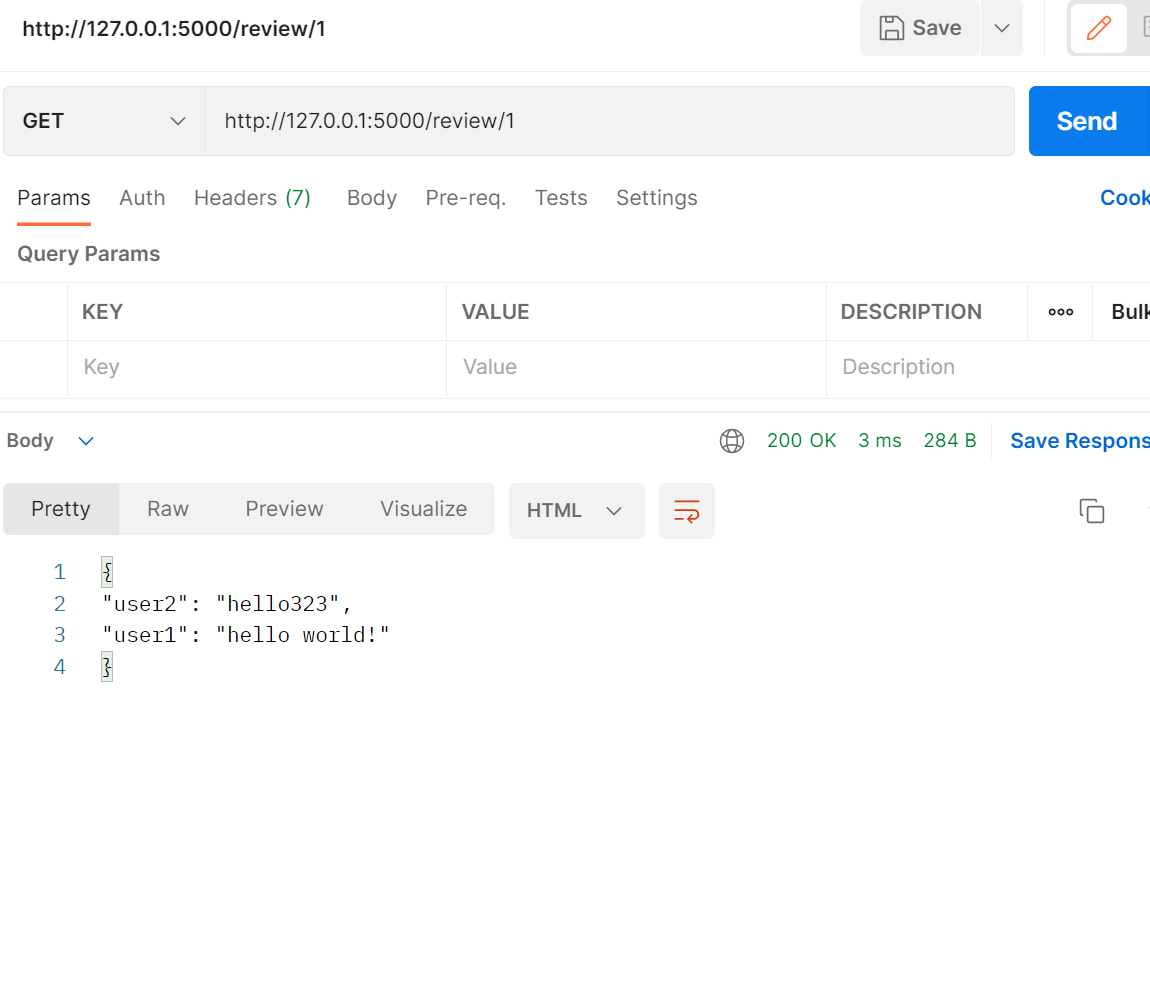 http://127.0.0.1:5000/review/1 Save
GET http://127.0.0.1:5000/review/1 Send
Params Auth Headers (7) Body Pre-req. Tests Settings Cook
Query Params
KEY VALUE DESCRIPTION ooo Bulk
Key Value Description
Body 200 OK 3 ms 284 B Save Respons
Pretty Raw Preview Visualize HTML
1 {
2 "user2": "hello323",
3 "user1": "hello world!"
4 }